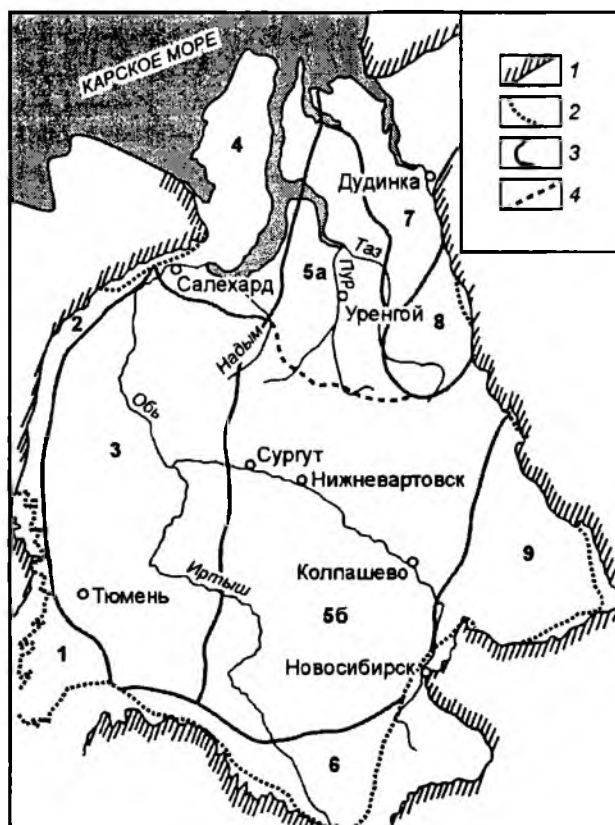 КАРСКОЕ МОРЕ
1
2
3
4
4
Дудинка
7
Таз
5а
Пур
Салехард
Уренгой
8
2
Надым
Обь
3
Сургут
Нижневартовск
9
Колпашево
Иртыш
Тюмень
5б
1
Новосибирск
6